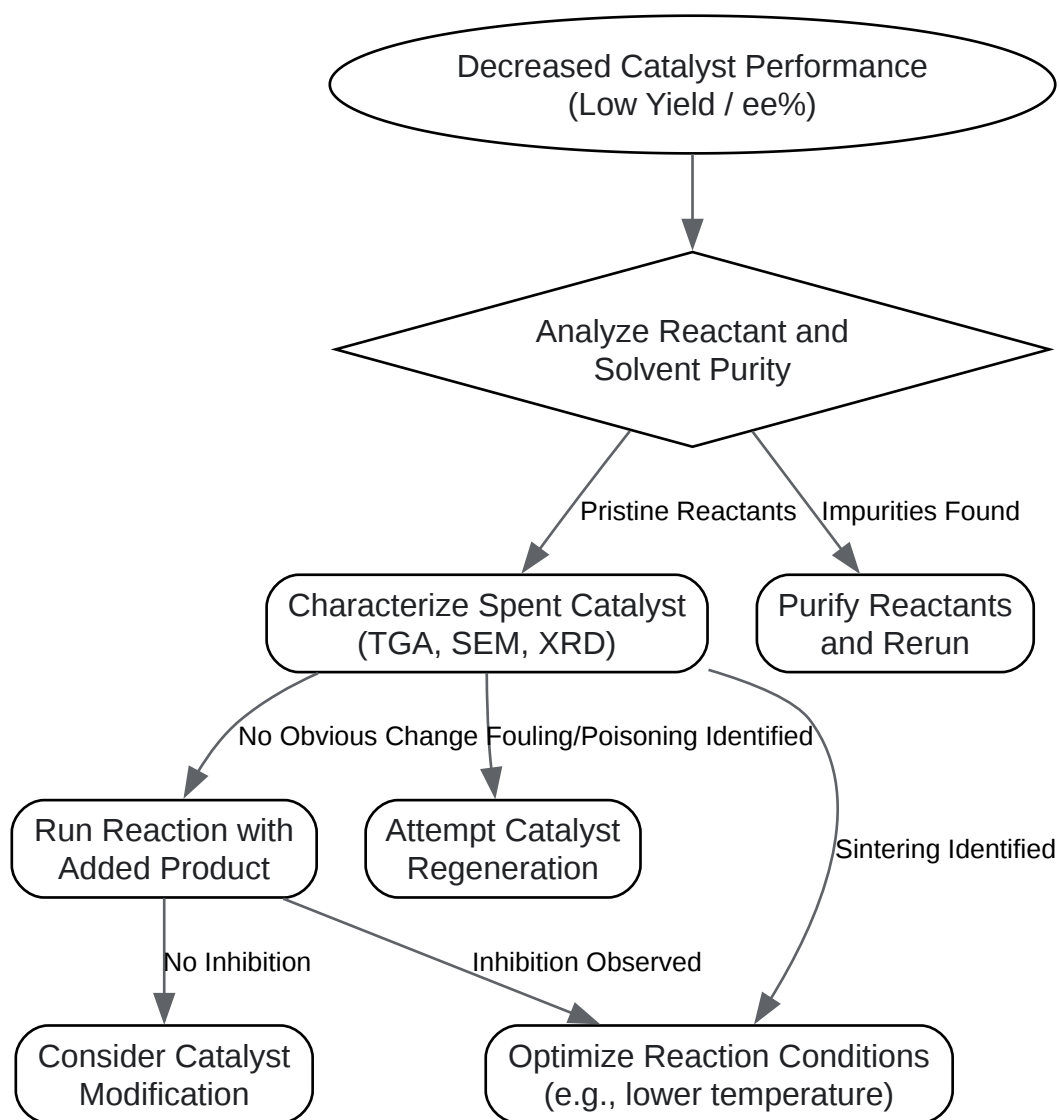 Decreased Catalyst Performance
(Low Yield / ee%)
Analyze Reactant and
Solvent Purity
Pristine Reactants
Impurities Found
Characterize Spent Catalyst
(TGA, SEM, XRD)
Purify Reactants
and Rerun
No Obvious Change
Fouling/Poisoning Identified
Run Reaction with
Added Product
Attempt Catalyst
Regeneration
Sintering Identified
No Inhibition
Inhibition Observed
Consider Catalyst
Modification
Optimize Reaction Conditions
(e.g., lower temperature)